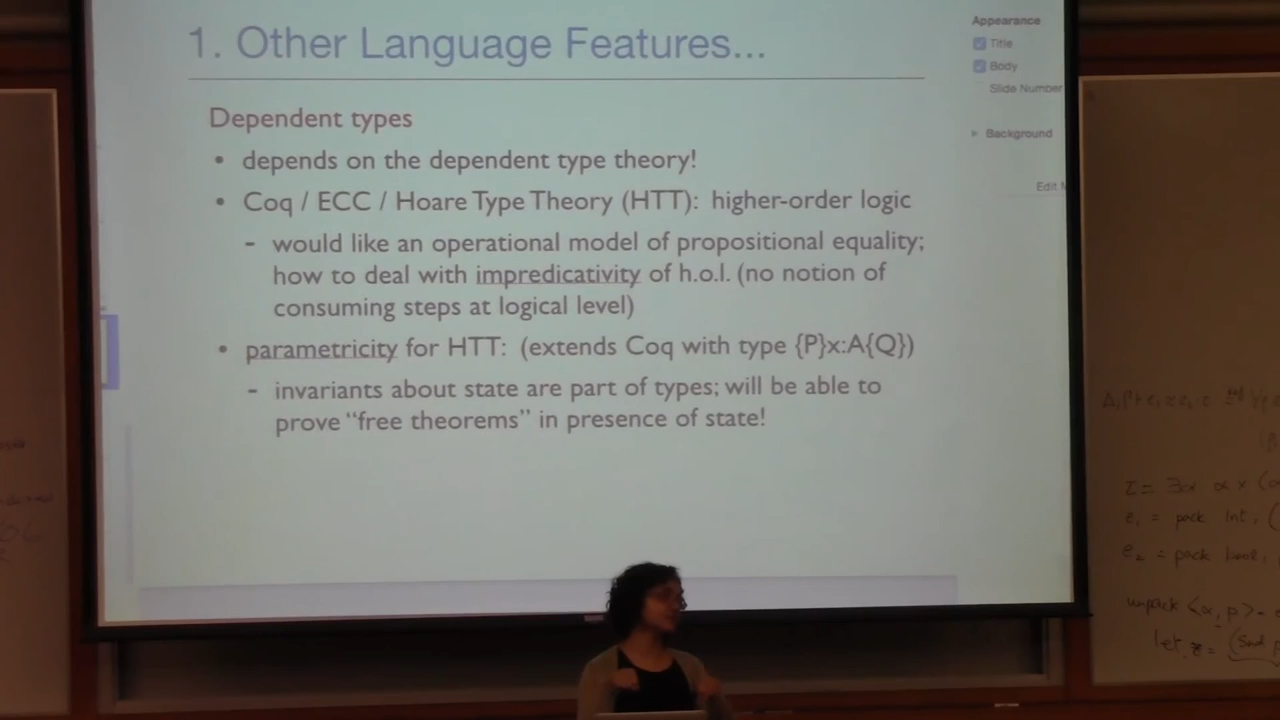 1. Other Language Features...
Dependent types
• depends on the dependent type theory!
• Coq / ECC / Hoare Type Theory (HTT): higher-order logic
- would like an operational model of propositional equality;
how to deal with impredicativity of h.o.l. (no notion of
consuming steps at logical level)
• parametricity for HTT: (extends Coq with type {P}x:A{Q})
- invariants about state are part of types; will be able to
prove “free theorems” in presence of state!
Appearance
Title
Body
Slide Number
Background
Edit M
e₁ = pack Int, (
e₂ = pack bool,
unpack <α, p> =
let z = (snd p